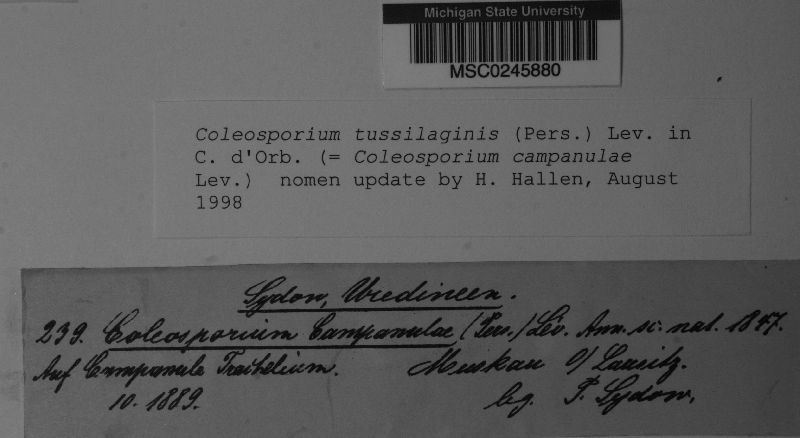 Michigan State University
MSC0245880
Coleosporium tussilaginis (Pers.) Lev. in
C. d'Orb. (= Coleosporium campanulae
Lev.) nomen update by H. Hallen, August
1998
Sydow, Uredineen.
239. Coleosporium Campanulae (Pers.) Lév. Ann. sc. nat. 1847.
Auf Campanula Trachelium. Muskau O/ Lausitz.
10. 1889. leg. P. Sydow.